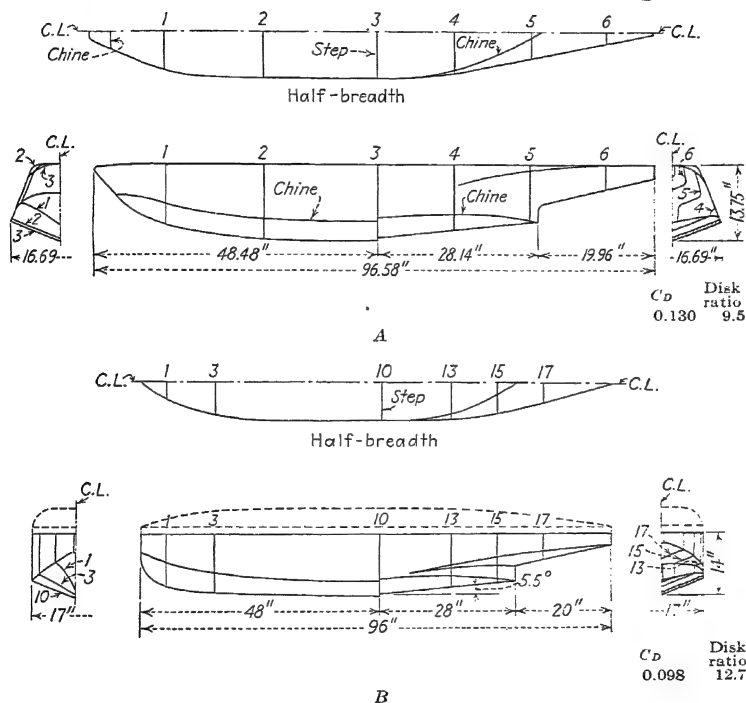 C.L. 1 2 3 4 5 6 C.L.
Chine Step Chine
Half-breadth
C.L. C.L.
2 3 1 2 3 1 2 3 4 5 6 6 5 4
Chine Chine 13.75"
16.69 48.48" 28.14" 19.96" 16.69"
96.58"
CD Disk ratio
0.130 9.5
A
C.L. 1 3 10 13 15 17 C.L.
Step
Half-breadth
C.L. C.L.
1 3 10 1 3 10 13 15 17 17 15 13
5.5° 14"
17" 48" 28" 20" 17"
96"
CD Disk ratio
0.098 12.7
B